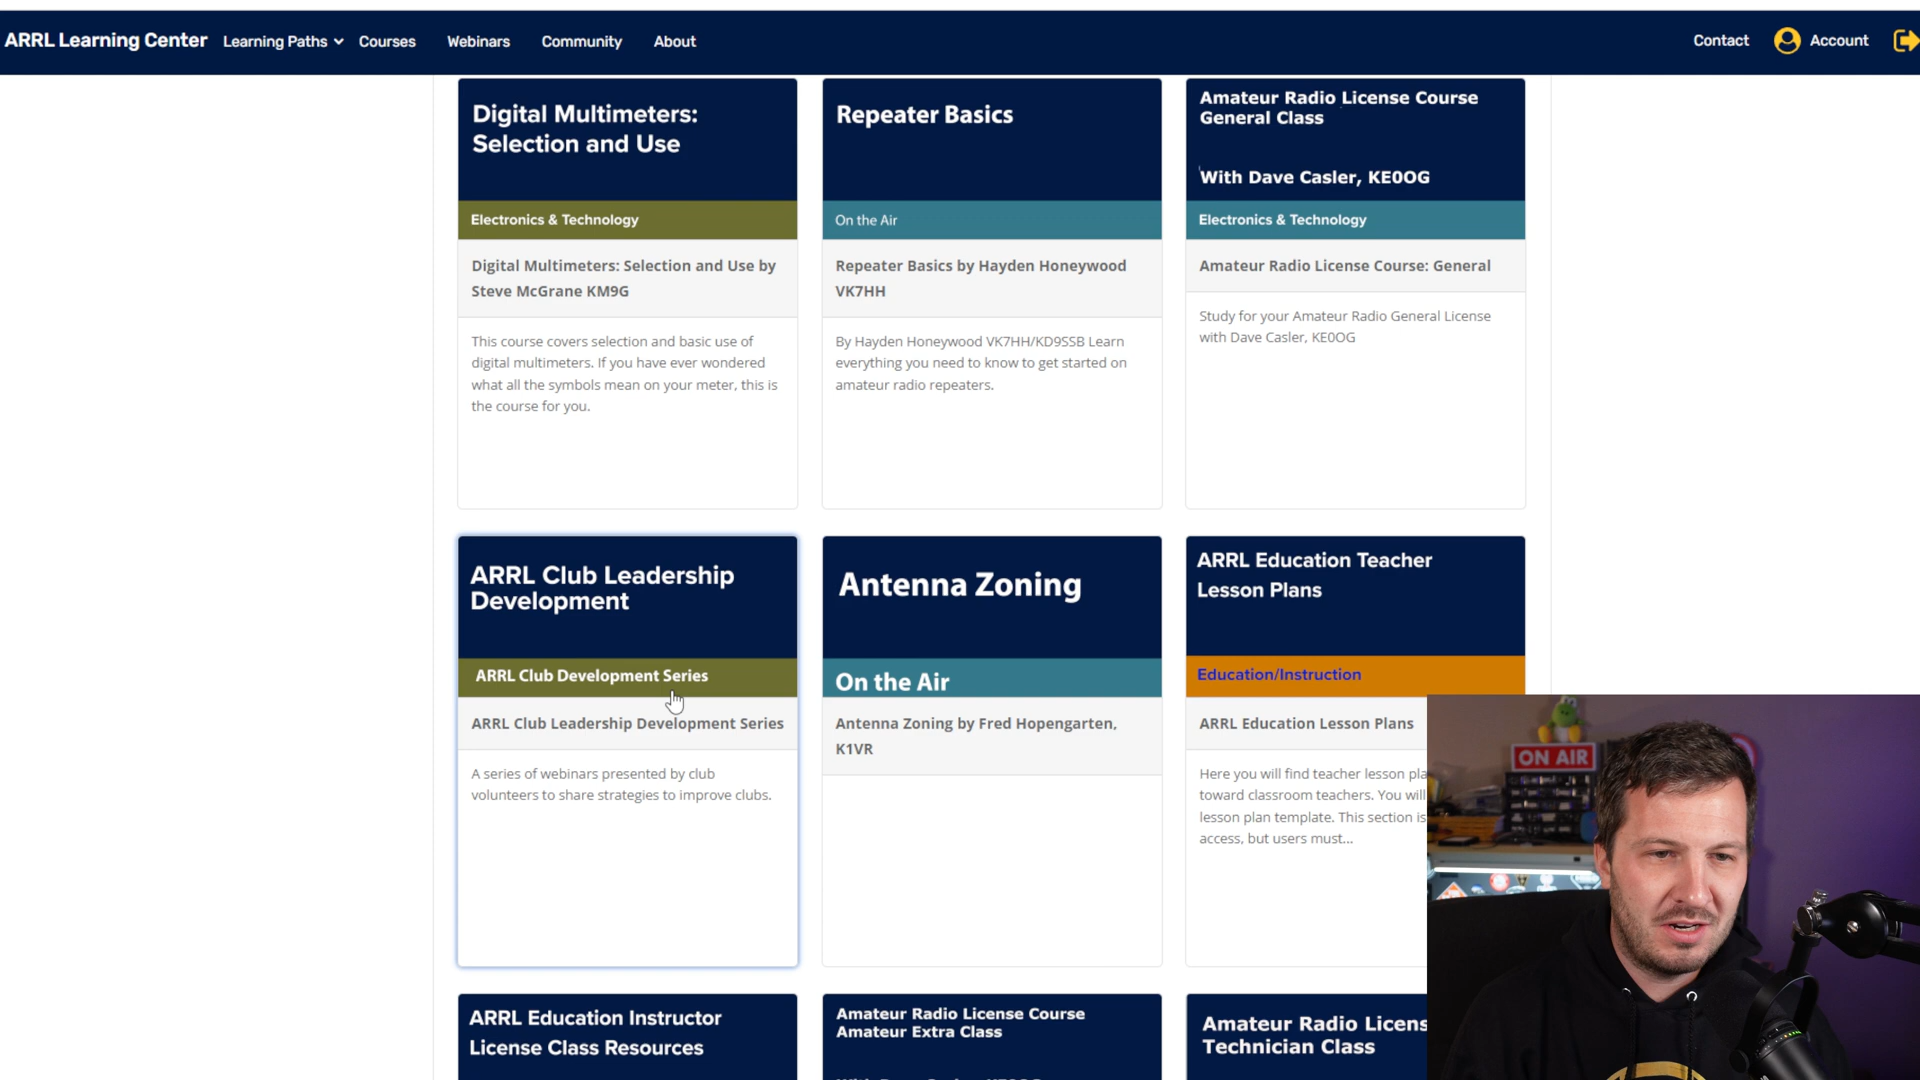 ARRL Learning Center Learning Paths Courses Webinars Community About Contact Account
Digital Multimeters:
Selection and Use
Electronics & Technology
Digital Multimeters: Selection and Use by
Steve McGrane KM9G
This course covers selection and basic use of
digital multimeters. If you have ever wondered
what all the symbols mean on your meter, this is
the course for you.
Repeater Basics
On the Air
Repeater Basics by Hayden Honeywood
VK7HH
By Hayden Honeywood VK7HH/KD9SSB Learn
everything you need to know to get started on
amateur radio repeaters.
Amateur Radio License Course
General Class
With Dave Casler, KE0OG
Electronics & Technology
Amateur Radio License Course: General
Study for your Amateur Radio General License
with Dave Casler, KE0OG
ARRL Club Leadership
Development
ARRL Club Development Series
ARRL Club Leadership Development Series
A series of webinars presented by club
volunteers to share strategies to improve clubs.
Antenna Zoning
On the Air
Antenna Zoning by Fred Hopengarten,
K1VR
ARRL Education Teacher
Lesson Plans
Education/Instruction
ARRL Education Lesson Plans
Here you will find teacher lesson pla
toward classroom teachers. You will
lesson plan template. This section is
access, but users must...
ON AIR
ARRL Education Instructor
License Class Resources
Amateur Radio License Course
Amateur Extra Class
Amateur Radio Licens
Technician Class